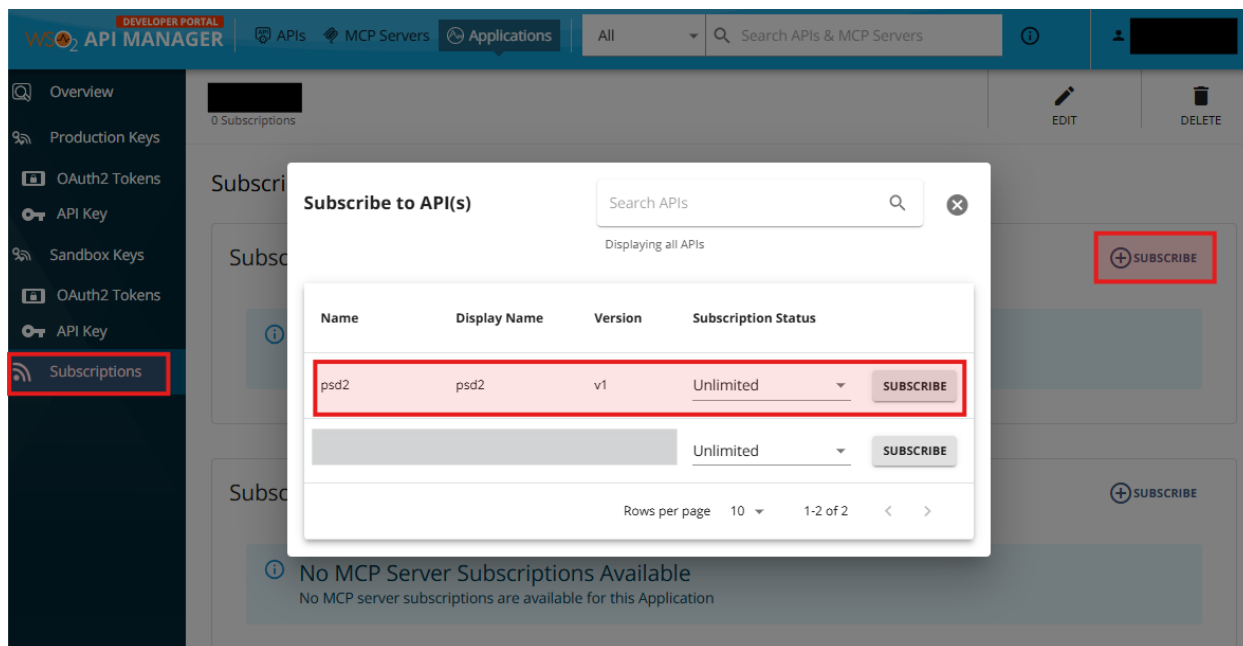 DEVELOPER PORTAL
WSO2 API MANAGER
APIs
MCP Servers
Applications
All
Search APIs & MCP Servers
Overview
Production Keys
OAuth2 Tokens
API Key
Sandbox Keys
OAuth2 Tokens
API Key
Subscriptions
0 Subscriptions
EDIT
DELETE
Subscri
Subscribe to API(s)
Search APIs
Displaying all APIs
Subsc
SUBSCRIBE
Name Display Name Version Subscription Status
psd2 psd2 v1 Unlimited SUBSCRIBE
Unlimited SUBSCRIBE
Rows per page 10 1-2 of 2
Subsc
SUBSCRIBE
No MCP Server Subscriptions Available
No MCP server subscriptions are available for this Application